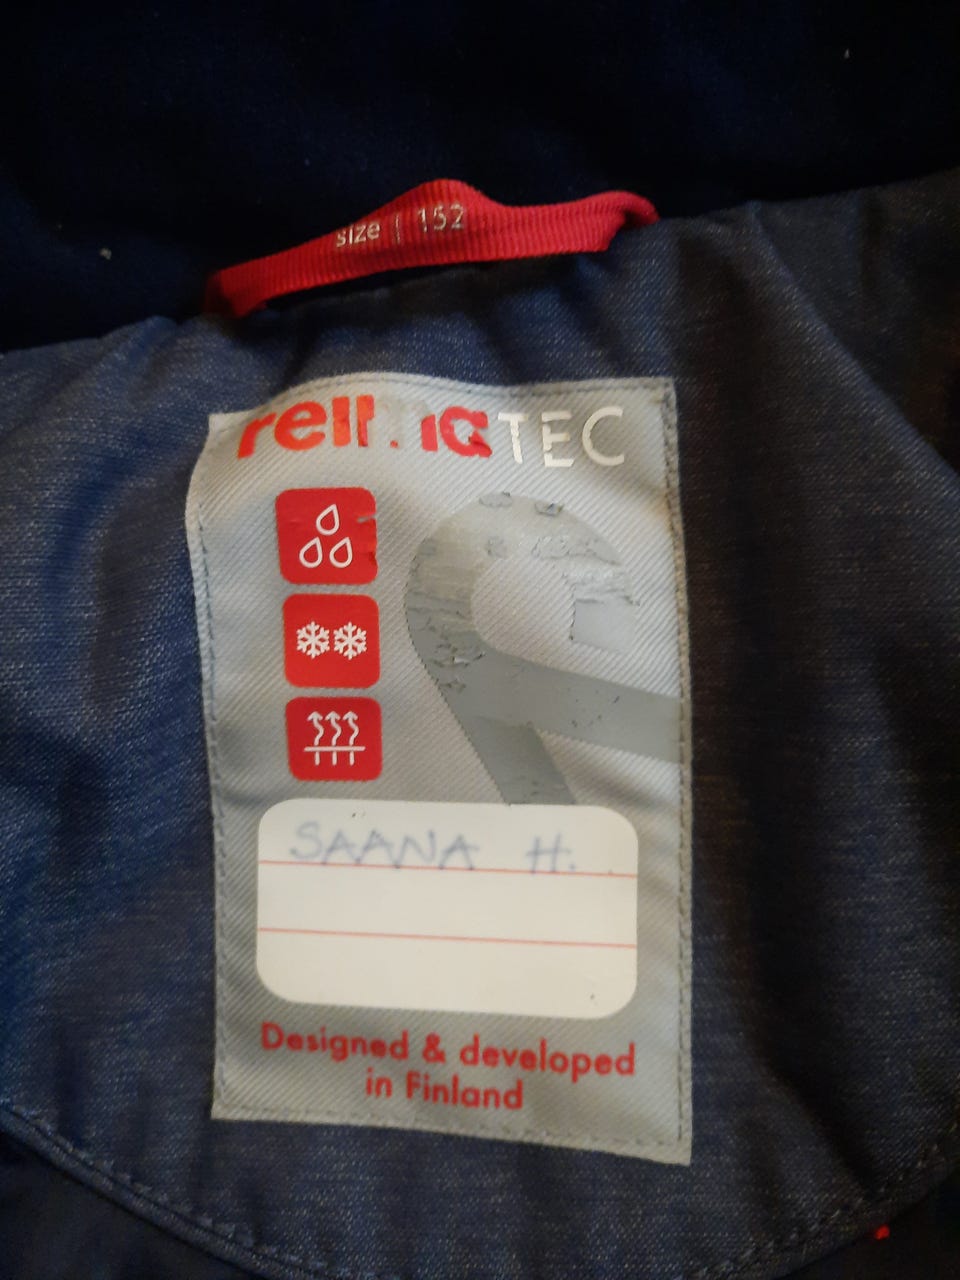 size | 152
reimaTEC
SAANA H.
Designed & developed
in Finland